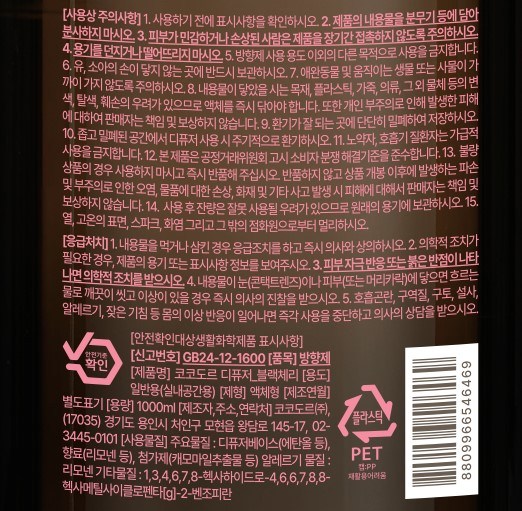 [사용상 주의사항] 1. 사용하기 전에 표시사항을 확인하시오. 2. 제품의 내용물을 분무기 등에 담아
분사하지 마시오. 3. 피부가 민감하거나 손상된 사람은 제품을 장기간 접촉하지 않도록 주의하시오.
4. 용기를 던지거나 떨어뜨리지 마시오. 5. 방향제 사용 용도 이외의 다른 목적으로 사용을 금지합니다.
6. 유, 소아의 손이 닿지 않는 곳에 반드시 보관하시오. 7. 애완동물 및 움직이는 생물 또는 사물이 가
까이 가지 않도록 주의하시오. 8. 내용물이 닿았을 시는 목재, 플라스틱, 가죽, 의류, 그 외 물체 등의 변
색, 탈색, 훼손의 우려가 있으므로 액체를 즉시 닦아야 합니다. 또한 개인 부주의로 인해 발생한 피해
에 대하여 판매자는 책임 및 보상하지 않습니다. 9. 환기가 잘 되는 곳에 단단히 밀폐하여 저장하시오.
10. 좁고 밀폐된 공간에서 디퓨저 사용 시 주기적으로 환기하시오. 11. 노약자, 호흡기 질환자는 가급적
사용을 금지합니다. 12. 본 제품은 공정거래위원회 고시 소비자 분쟁 해결기준을 준수합니다. 13. 불량
상품의 경우 사용하지 마시고 즉시 반품해 주십시오. 반품하지 않고 상품 개봉 이후에 발생하는 파손
및 부주의로 인한 오염, 물품에 대한 손상, 화재 및 기타 사고 발생 시 피해에 대해서 판매자는 책임 및
보상하지 않습니다. 14. 사용 후 잔량은 잘못 사용될 우려가 있으므로 원래의 용기에 보관하시오. 15.
열, 고온의 표면, 스파크, 화염 그리고 그 밖의 점화원으로부터 멀리하시오.
[응급처치] 1. 내용물을 먹거나 삼킨 경우 응급조치를 하고 즉시 의사와 상의하시오. 2. 의학적 조치가
필요한 경우, 제품의 용기 또는 표시사항 정보를 보여주시오. 3. 피부 자극 반응 또는 붉은 반점이 나타
나면 의학적 조치를 받으시오. 4. 내용물이 눈(콘택트렌즈)이나 피부(또는 머리카락)에 닿으면 흐르는
물로 깨끗이 씻고 이상이 있을 경우 즉시 의사의 진찰을 받으시오. 5. 호흡곤란, 구역질, 구토, 설사,
알레르기, 잦은 기침 등 몸의 이상 반응이 일어나면 즉각 사용을 중단하고 의사의 상담을 받으시오.
안전기준
확인
[안전확인대상생활화학제품 표시사항]
[신고번호] GB24-12-1600 [품목] 방향제
[제품명] 코코도르 디퓨저_블랙체리 [용도]
일반용(실내공간용) [제형] 액체형 [제조연월]
별도표기 [용량] 1000ml [제조자,주소,연락처] 코코도르㈜,
(17035) 경기도 용인시 처인구 모현읍 왕담로 145-17, 02-
3445-0101 [사용물질] 주요물질 : 디퓨저베이스(에탄올 등),
향료(리모넨 등), 첨가제(캐모마일추출물 등) 알레르기 물질 :
리모넨 기타물질 : 1,3,4,6,7,8-헥사하이드로-4,6,6,7,8,8-
헥사메틸사이클로펜타[g]-2-벤조피란
플라스틱
PET
캡:PP
재활용어려움
8809966546469